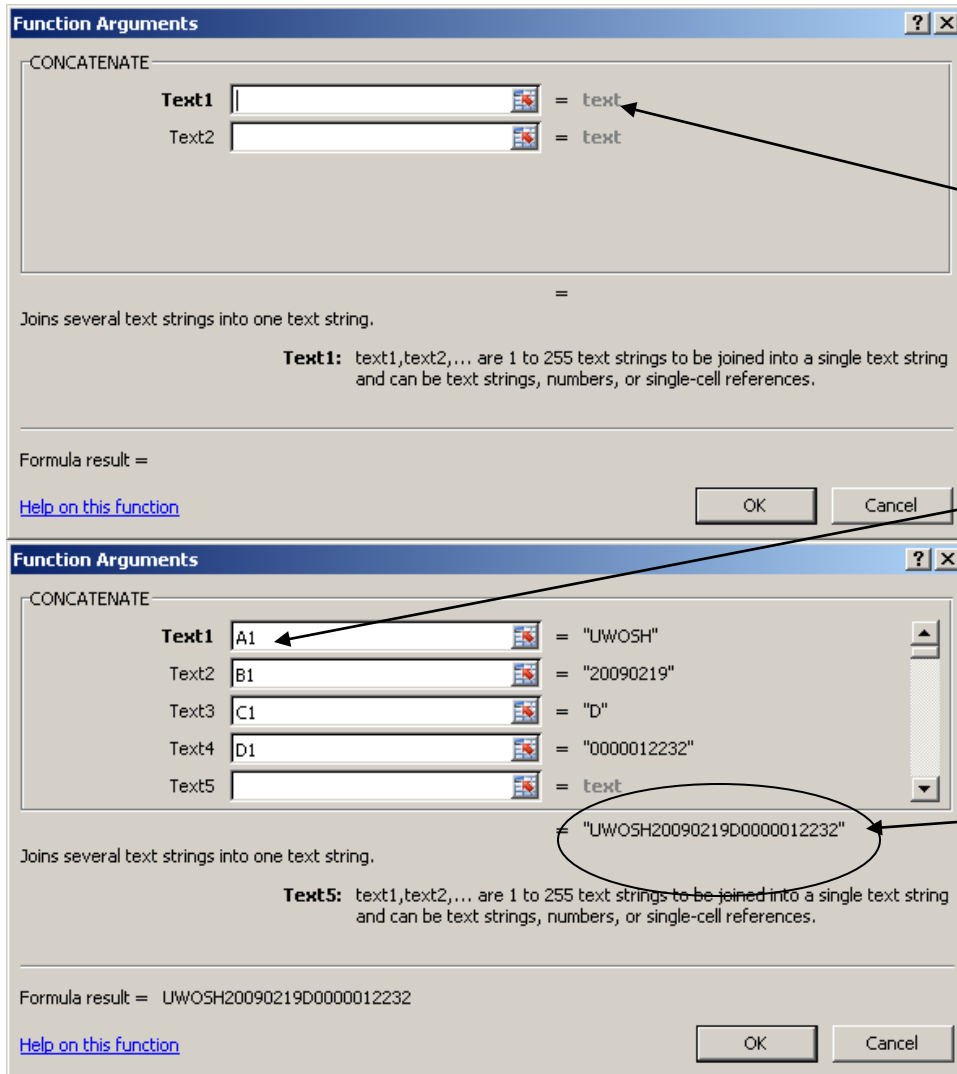 Function Arguments
CONCATENATE
Text1 = text
Text2 = text
=
Joins several text strings into one text string.
Text1: text1,text2,... are 1 to 255 text strings to be joined into a single text string
and can be text strings, numbers, or single-cell references.
Formula result =
Help on this function
OK Cancel
Function Arguments
CONCATENATE
Text1 A1 = "UWOSH"
Text2 B1 = "20090219"
Text3 C1 = "D"
Text4 D1 = "0000012232"
Text5 = text
= "UWOSH20090219D0000012232"
Joins several text strings into one text string.
Text5: text1,text2,... are 1 to 255 text strings to be joined into a single text string
and can be text strings, numbers, or single-cell references.
Formula result = UWOSH20090219D0000012232
Help on this function
OK Cancel